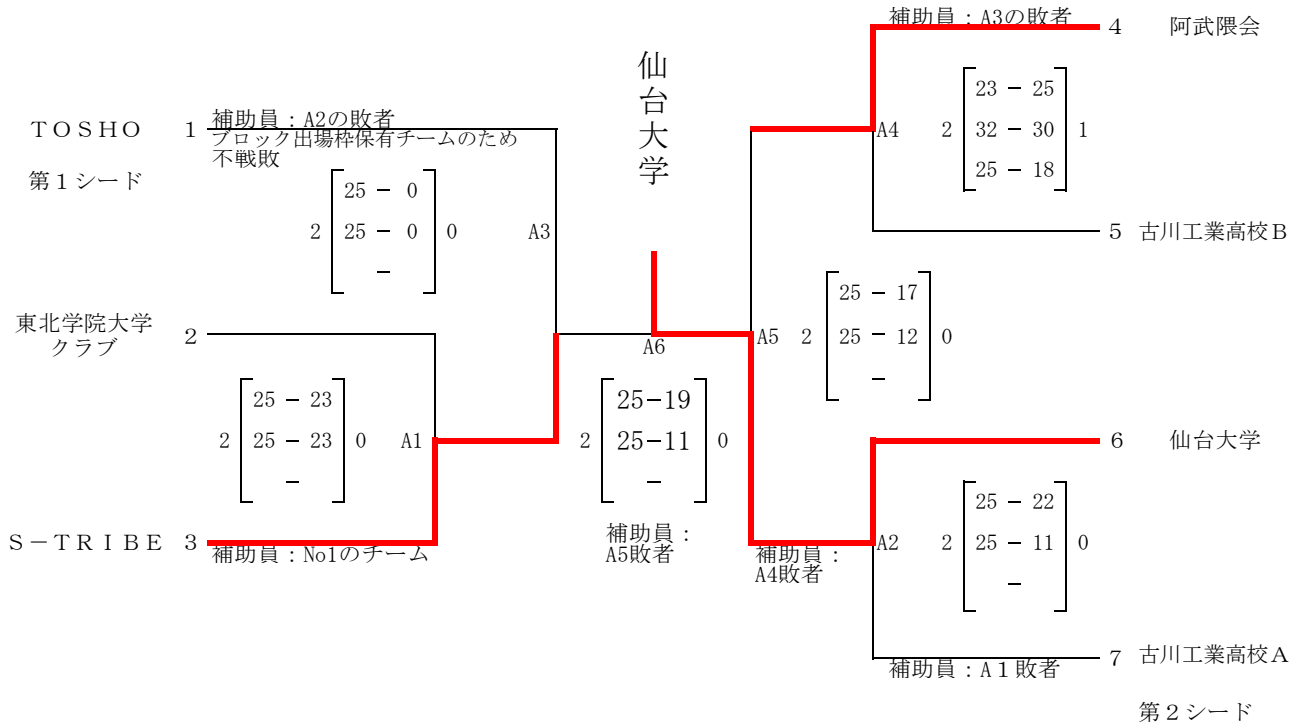 補助員：A3の敗者
4 阿武隈会
仙台大学
TOSHO 1
補助員：A2の敗者
ブロック出場枠保有チームのため
不戦敗
第１シード
A4 2 23 − 25
32 − 30
25 − 18 1
25 − 0
2 25 − 0 0
−
A3
5 古川工業高校B
東北学院大学
クラブ
2
A6
A5 2 25 − 17
25 − 12 0
−
25 − 23
2 25 − 23 0
−
A1
25−19
2 25−11 0
−
6 仙台大学
S−TRIBE 3
補助員：No1のチーム
補助員：
A5敗者
補助員：
A4敗者
A2 2 25 − 22
25 − 11 0
−
7 古川工業高校A
補助員：A１敗者
第２シード